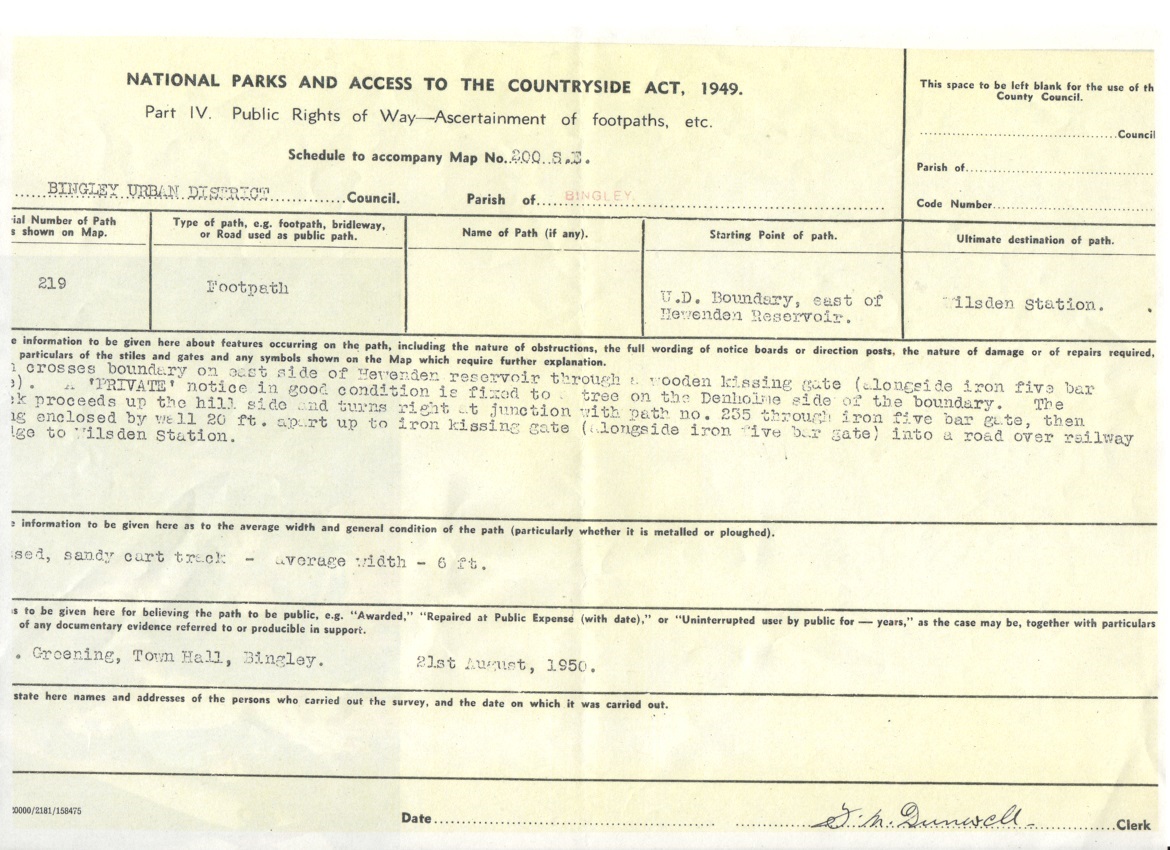 NATIONAL PARKS AND ACCESS TO THE COUNTRYSIDE ACT, 1949.
Part IV. Public Rights of Way—Ascertainment of footpaths, etc.
Schedule to accompany Map No. 200 S.E.
BINGLEY URBAN DISTRICT Council. Parish of BINGLEY.
This space to be left blank for the use of th
County Council.
Council
Parish of
Code Number
ial Number of Path
s shown on Map.
Type of path, e.g. footpath, bridleway,
or Road used as public path.
Name of Path (if any).
Starting Point of path.
Ultimate destination of path.
219
Footpath
U.D. Boundary, east of
Hewenden Reservoir.
Wilsden Station.
e information to be given here about features occurring on the path, including the nature of obstructions, the full wording of notice boards or direction posts, the nature of damage or of repairs required,
particulars of the stiles and gates and any symbols shown on the Map which require further explanation.
crosses boundary on east side of Hevenden reservoir through a wooden kissing gate (alongside iron five bar
e). A 'PRIVATE' notice in good condition is fixed to a tree on the Denholme side of the boundary. The
k proceeds up the hill side and turns right at junction with path no. 235 through iron five bar gate, then
ng enclosed by wall 20 ft. apart up to iron kissing gate (alongside iron five bar gate) into a road over railway
dge to Wilsden Station.
e information to be given here as to the average width and general condition of the path (particularly whether it is metalled or ploughed).
sed, sandy cart track - average width - 6 ft.
s to be given here for believing the path to be public, e.g. "Awarded," "Repaired at Public Expense (with date)," or "Uninterrupted user by public for — years," as the case may be, together with particulars
of any documentary evidence referred to or producible in support.
. Greening, Town Hall, Bingley. 21st August, 1950.
state here names and addresses of the persons who carried out the survey, and the date on which it was carried out.
0000/2181/158475
Date
Clerk